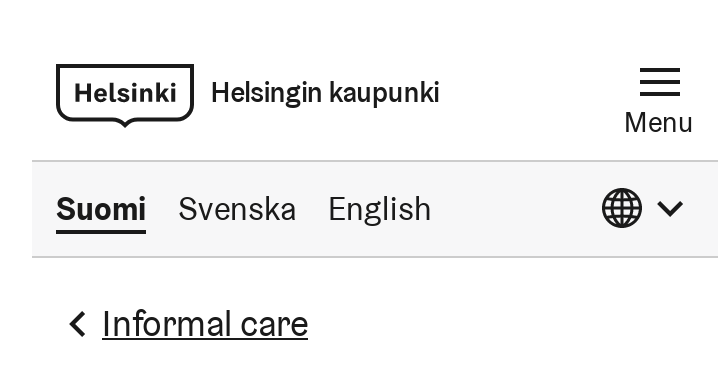 Helsinki Helsingin kaupunki
Menu
Suomi Svenska English
Informal care